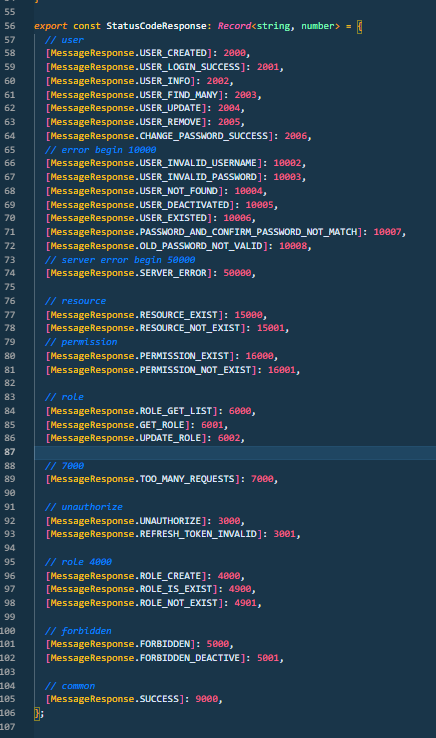 55
56 export const StatusCodeResponse: Record<string, number> = {
57 // user
58 [MessageResponse.USER_CREATED]: 2000,
59 [MessageResponse.USER_LOGIN_SUCCESS]: 2001,
60 [MessageResponse.USER_INFO]: 2002,
61 [MessageResponse.USER_FIND_MANY]: 2003,
62 [MessageResponse.USER_UPDATE]: 2004,
63 [MessageResponse.USER_REMOVE]: 2005,
64 [MessageResponse.CHANGE_PASSWORD_SUCCESS]: 2006,
65 // error begin 10000
66 [MessageResponse.USER_INVALID_USERNAME]: 10002,
67 [MessageResponse.USER_INVALID_PASSWORD]: 10003,
68 [MessageResponse.USER_NOT_FOUND]: 10004,
69 [MessageResponse.USER_DEACTIVATED]: 10005,
70 [MessageResponse.USER_EXISTED]: 10006,
71 [MessageResponse.PASSWORD_AND_CONFIRM_PASSWORD_NOT_MATCH]: 10007,
72 [MessageResponse.OLD_PASSWORD_NOT_VALID]: 10008,
73 // server error begin 50000
74 [MessageResponse.SERVER_ERROR]: 50000,
75
76 // resource
77 [MessageResponse.RESOURCE_EXIST]: 15000,
78 [MessageResponse.RESOURCE_NOT_EXIST]: 15001,
79 // permission
80 [MessageResponse.PERMISSION_EXIST]: 16000,
81 [MessageResponse.PERMISSION_NOT_EXIST]: 16001,
82
83 // role
84 [MessageResponse.ROLE_GET_LIST]: 6000,
85 [MessageResponse.GET_ROLE]: 6001,
86 [MessageResponse.UPDATE_ROLE]: 6002,
87
88 // 7000
89 [MessageResponse.TOO_MANY_REQUESTS]: 7000,
90
91 // unauthorize
92 [MessageResponse.UNAUTHORIZE]: 3000,
93 [MessageResponse.REFRESH_TOKEN_INVALID]: 3001,
94
95 // role 4000
96 [MessageResponse.ROLE_CREATE]: 4000,
97 [MessageResponse.ROLE_IS_EXIST]: 4900,
98 [MessageResponse.ROLE_NOT_EXIST]: 4901,
99
100 // forbidden
101 [MessageResponse.FORBIDDEN]: 5000,
102 [MessageResponse.FORBIDDEN_DEACTIVE]: 5001,
103
104 // common
105 [MessageResponse.SUCCESS]: 9000,
106 };
107